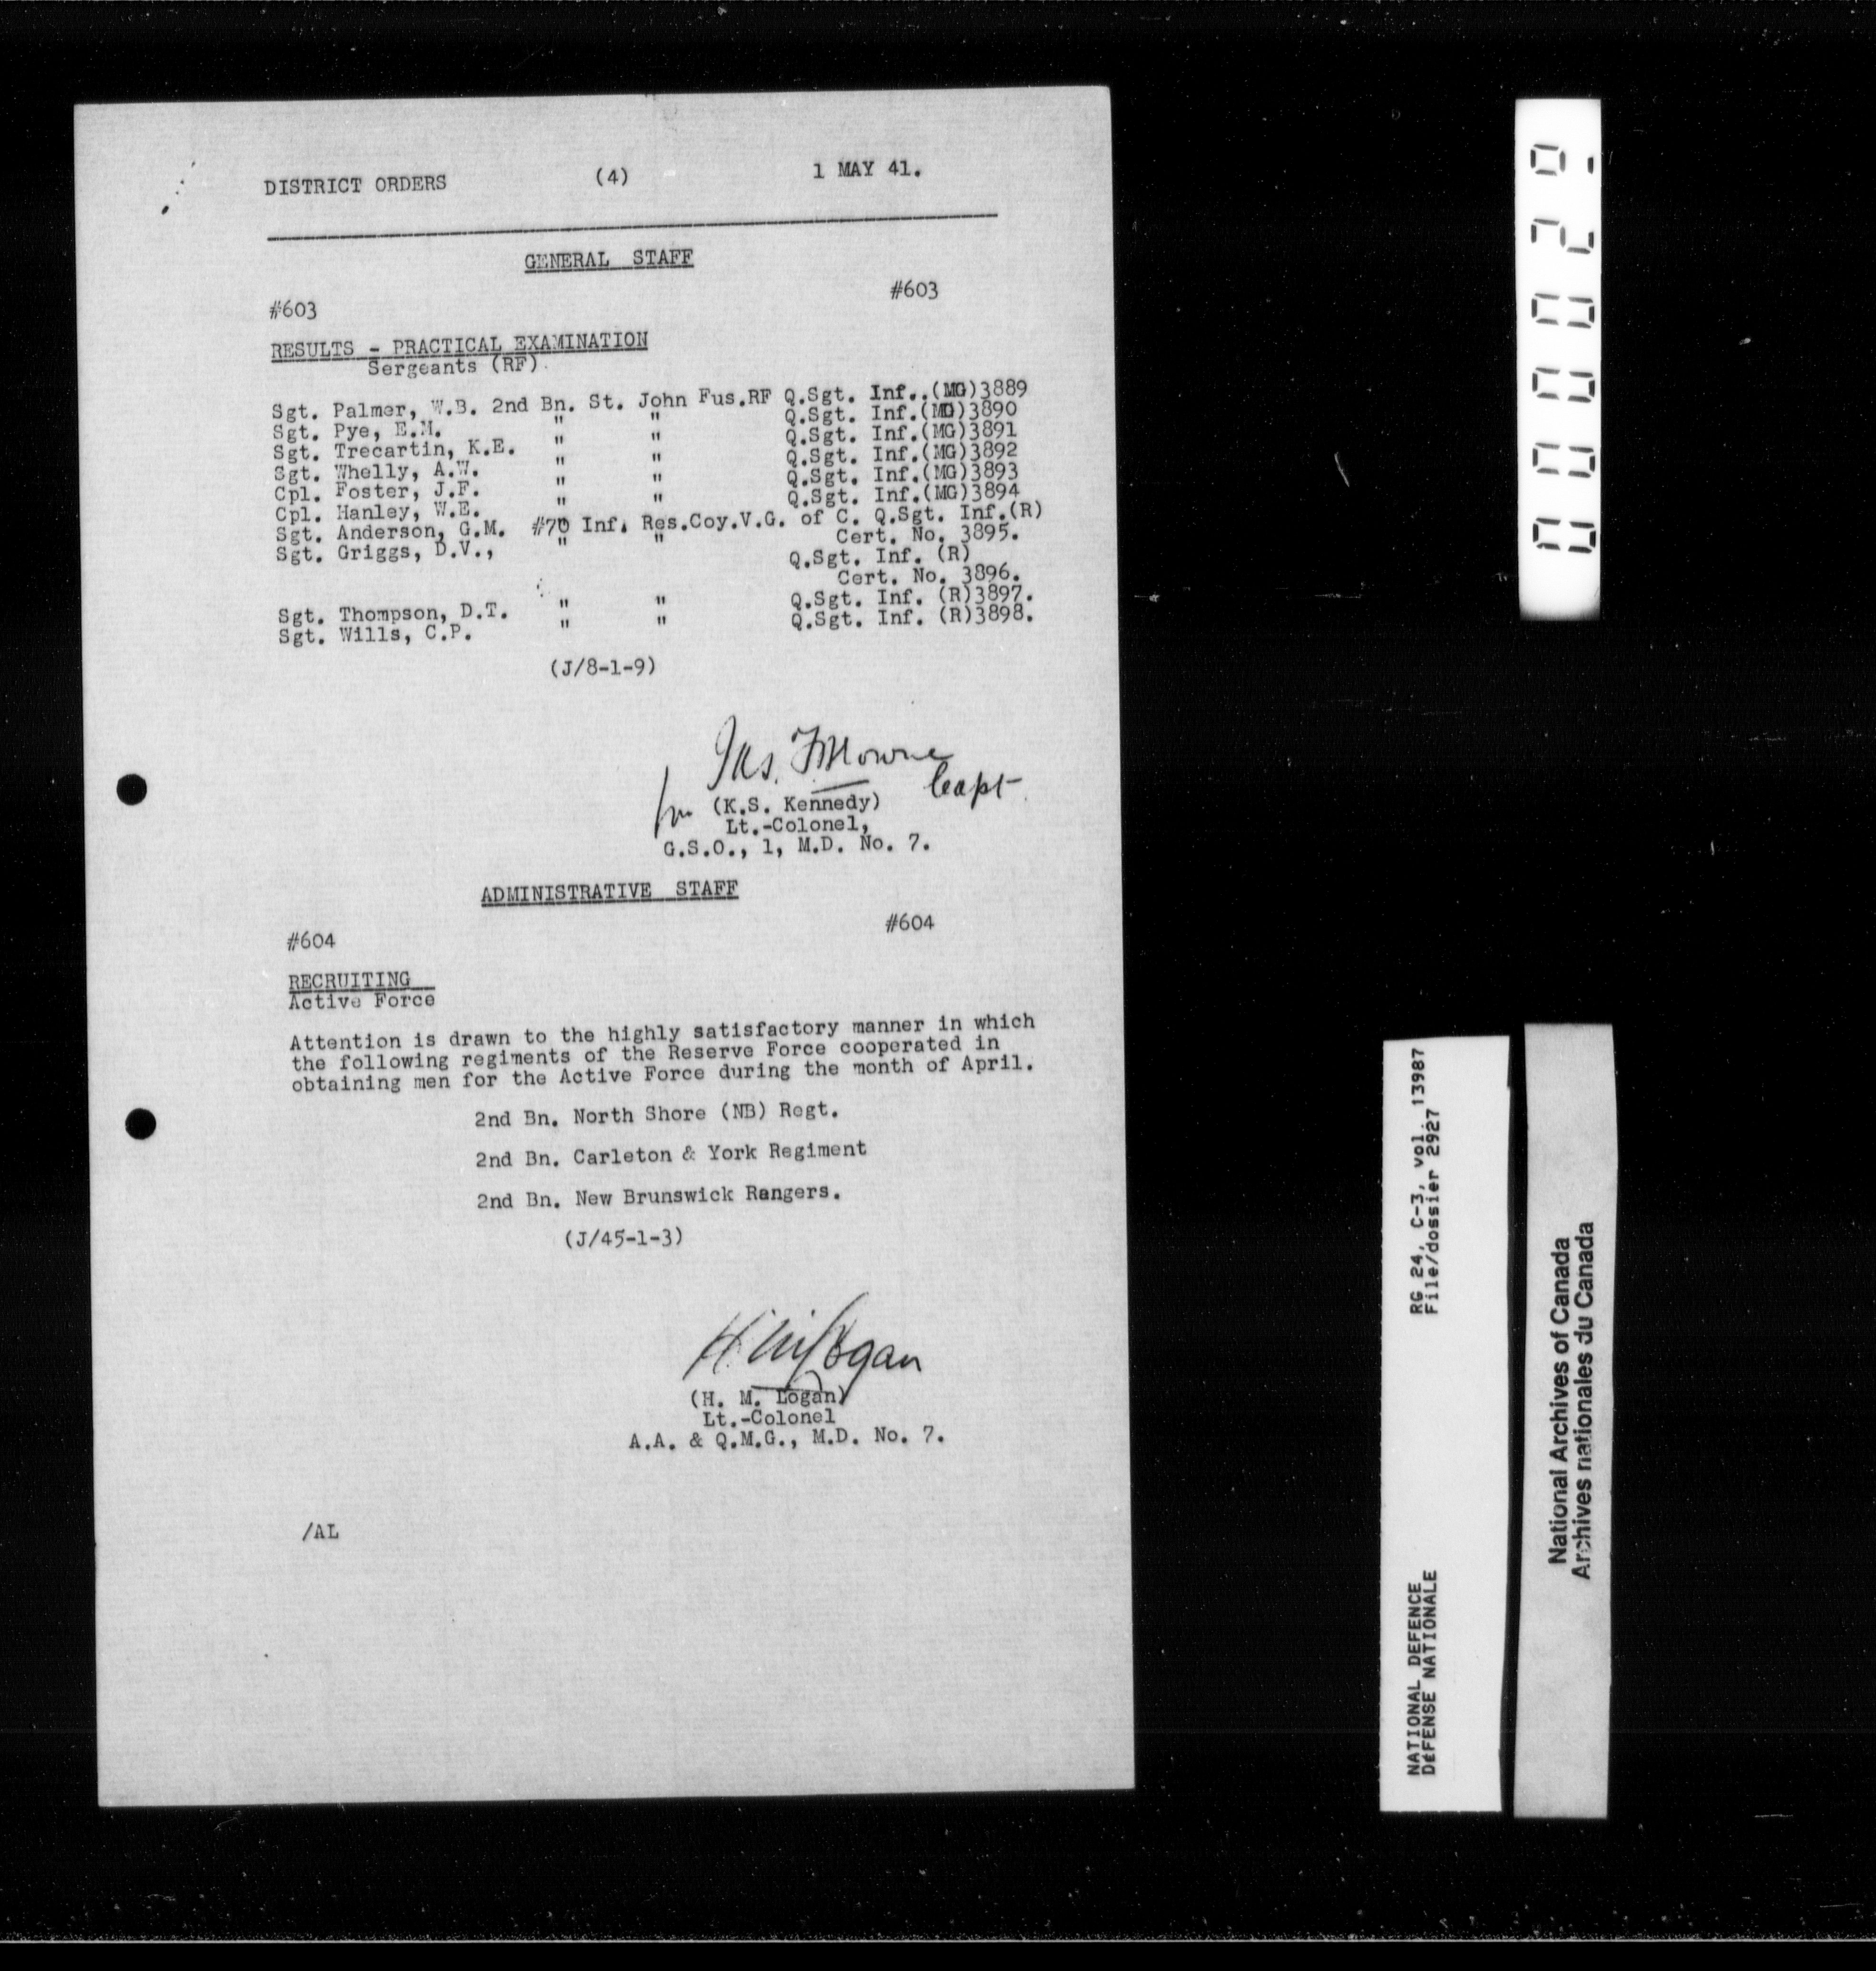 DISTRICT ORDERS (4) 1 MAY 41.
GENERAL STAFF
#603 #603
RESULTS - PRACTICAL EXAMINATION
Sergeants (RF)
Sgt. Palmer, W.B. 2nd Bn. St. John Fus.RF Q.Sgt. Inf..(MG)3889
Sgt. Pye, E.M. " " Q.Sgt. Inf.(MG)3890
Sgt. Trecartin, K.E. " " Q.Sgt. Inf.(MG)3891
Sgt. Whelly, A.W. " " Q.Sgt. Inf.(MG)3892
Cpl. Foster, J.F. " " Q.Sgt. Inf.(MG)3893
Cpl. Hanley, W.E. " " Q.Sgt. Inf.(MG)3894
Sgt. Anderson, G.M. #70 Inf. Res.Coy.V.G. of C. Q.Sgt. Inf.(R)
Cert. No. 3895.
Sgt. Griggs, D.V., " " Q.Sgt. Inf. (R)
Cert. No. 3896.
Sgt. Thompson, D.T. " " Q.Sgt. Inf. (R)3897.
Sgt. Wills, C.P. " " Q.Sgt. Inf. (R)3898.
(J/8-1-9)
Jas. Capt
for (K.S. Kennedy)
Lt.-Colonel,
G.S.O., 1, M.D. No. 7.
ADMINISTRATIVE STAFF
#604 #604
RECRUITING
Active Force
Attention is drawn to the highly satisfactory manner in which
the following regiments of the Reserve Force cooperated in
obtaining men for the Active Force during the month of April.
2nd Bn. North Shore (NB) Regt.
2nd Bn. Carleton & York Regiment
2nd Bn. New Brunswick Rangers.
(J/45-1-3)
H M Logan
(H. M. Logan)
Lt.-Colonel
A.A. & Q.M.G., M.D. No. 7.
/AL
000029.
RG 24, C-3, vol. 13987
File/dossier 2927
NATIONAL DEFENCE
DÉFENSE NATIONALE
National Archives of Canada
Archives nationales du Canada